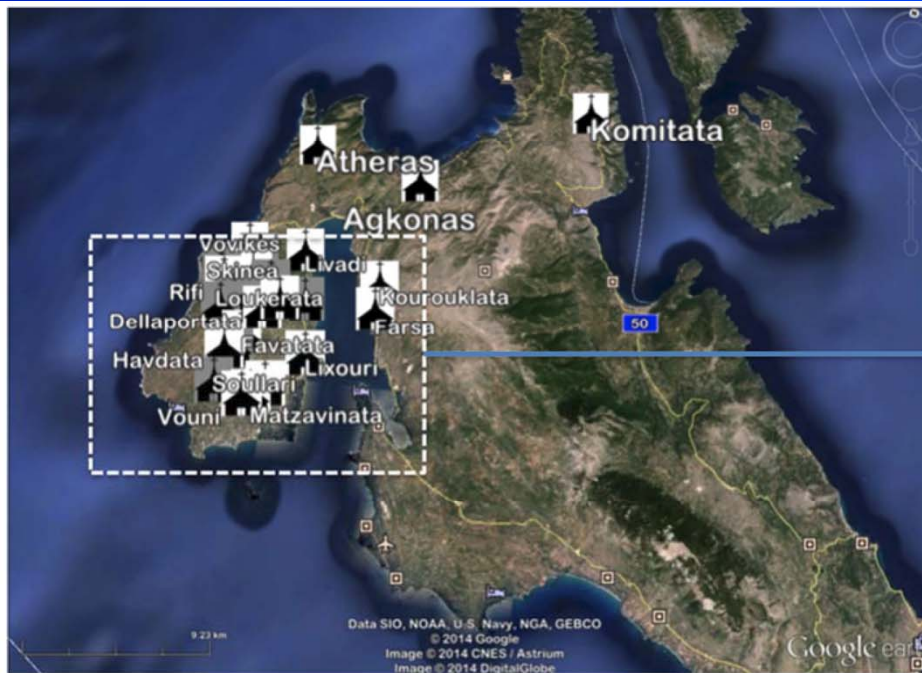 Komitata
Atheras
Agkonas
Vovikes
Livadi
Skinea
Rifi
Loukerata
Kourouklata
Dellaportata
Farsa
50
Favatata
Havdata
Lixouri
Soullari
Vouni
Matzavinata
9.23 km
Data SIO, NOAA, U.S. Navy, NGA, GEBCO
© 2014 Google
Image © 2014 CNES / Astrium
Image © 2014 DigitalGlobe
Google ear